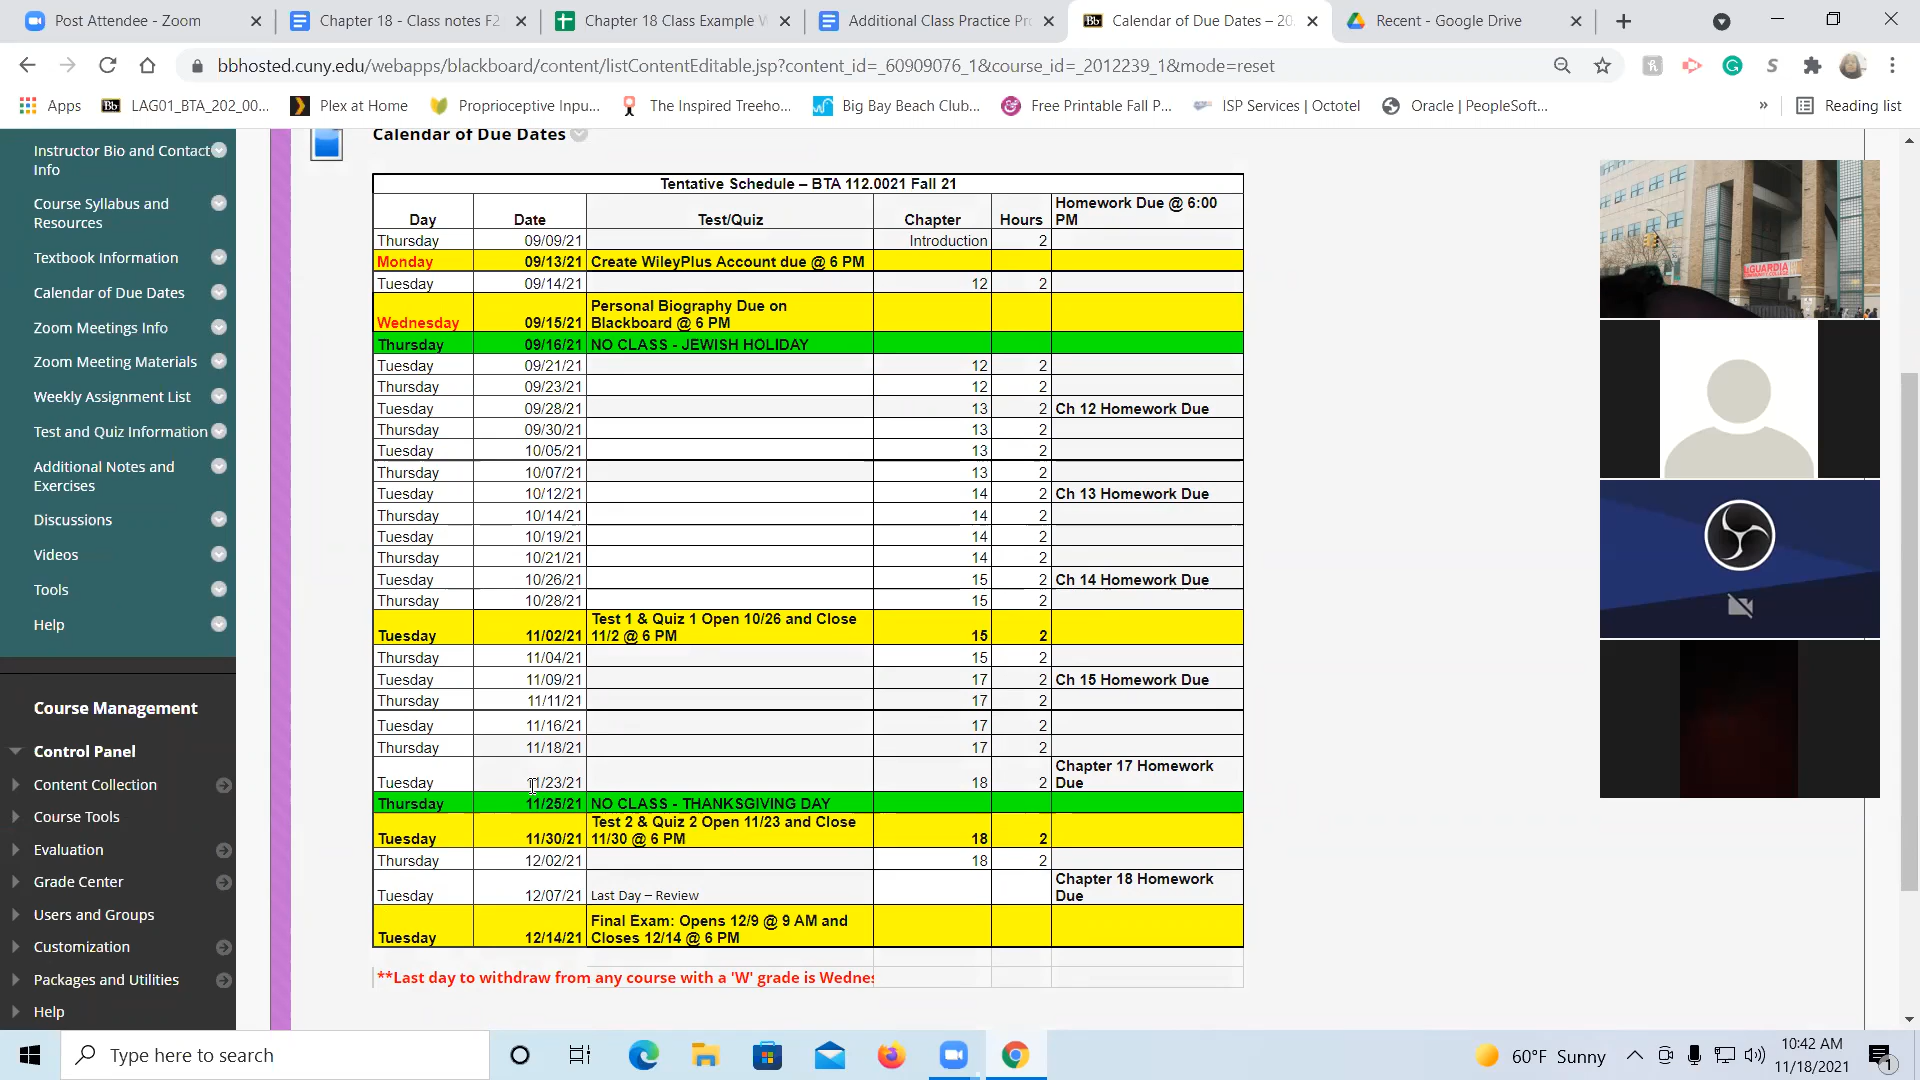 Post Attendee - Zoom
Chapter 18 - Class notes F2
Chapter 18 Class Example W
Additional Class Practice Pr
Calendar of Due Dates – 20
Recent - Google Drive
bbhosted.cuny.edu/webapps/blackboard/content/listContentEditable.jsp?content_id=_60909076_1&course_id=_2012239_1&mode=reset
Apps
LAG01_BTA_202_00...
Plex at Home
Proprioceptive Inpu...
The Inspired Treeho...
Big Bay Beach Club...
Free Printable Fall P...
ISP Services | Octotel
Oracle | PeopleSoft...
»
Reading list
Instructor Bio and Contact
Info
Course Syllabus and
Resources
Textbook Information
Calendar of Due Dates
Zoom Meetings Info
Zoom Meeting Materials
Weekly Assignment List
Test and Quiz Information
Additional Notes and
Exercises
Discussions
Videos
Tools
Help
Course Management
Control Panel
Content Collection
Course Tools
Evaluation
Grade Center
Users and Groups
Customization
Packages and Utilities
Help
Calendar of Due Dates
Tentative Schedule – BTA 112.0021 Fall 21
Day Date Test/Quiz Chapter Hours Homework Due @ 6:00 PM
Thursday 09/09/21 Introduction 2
Monday 09/13/21 Create WileyPlus Account due @ 6 PM
Tuesday 09/14/21 12 2
Wednesday 09/15/21 Personal Biography Due on Blackboard @ 6 PM
Thursday 09/16/21 NO CLASS - JEWISH HOLIDAY
Tuesday 09/21/21 12 2
Thursday 09/23/21 12 2
Tuesday 09/28/21 13 2 Ch 12 Homework Due
Thursday 09/30/21 13 2
Tuesday 10/05/21 13 2
Thursday 10/07/21 13 2
Tuesday 10/12/21 14 2 Ch 13 Homework Due
Thursday 10/14/21 14 2
Tuesday 10/19/21 14 2
Thursday 10/21/21 14 2
Tuesday 10/26/21 15 2 Ch 14 Homework Due
Thursday 10/28/21 15 2
Tuesday 11/02/21 Test 1 & Quiz 1 Open 10/26 and Close 11/2 @ 6 PM 15 2
Thursday 11/04/21 15 2
Tuesday 11/09/21 17 2 Ch 15 Homework Due
Thursday 11/11/21 17 2
Tuesday 11/16/21 17 2
Thursday 11/18/21 17 2
Tuesday 11/23/21 18 2 Chapter 17 Homework Due
Thursday 11/25/21 NO CLASS - THANKSGIVING DAY
Tuesday 11/30/21 Test 2 & Quiz 2 Open 11/23 and Close 11/30 @ 6 PM 18 2
Thursday 12/02/21 18 2
Tuesday 12/07/21 Last Day – Review Chapter 18 Homework Due
Tuesday 12/14/21 Final Exam: Opens 12/9 @ 9 AM and Closes 12/14 @ 6 PM
**Last day to withdraw from any course with a 'W' grade is Wednes
Type here to search
60°F Sunny
10:42 AM
11/18/2021
1